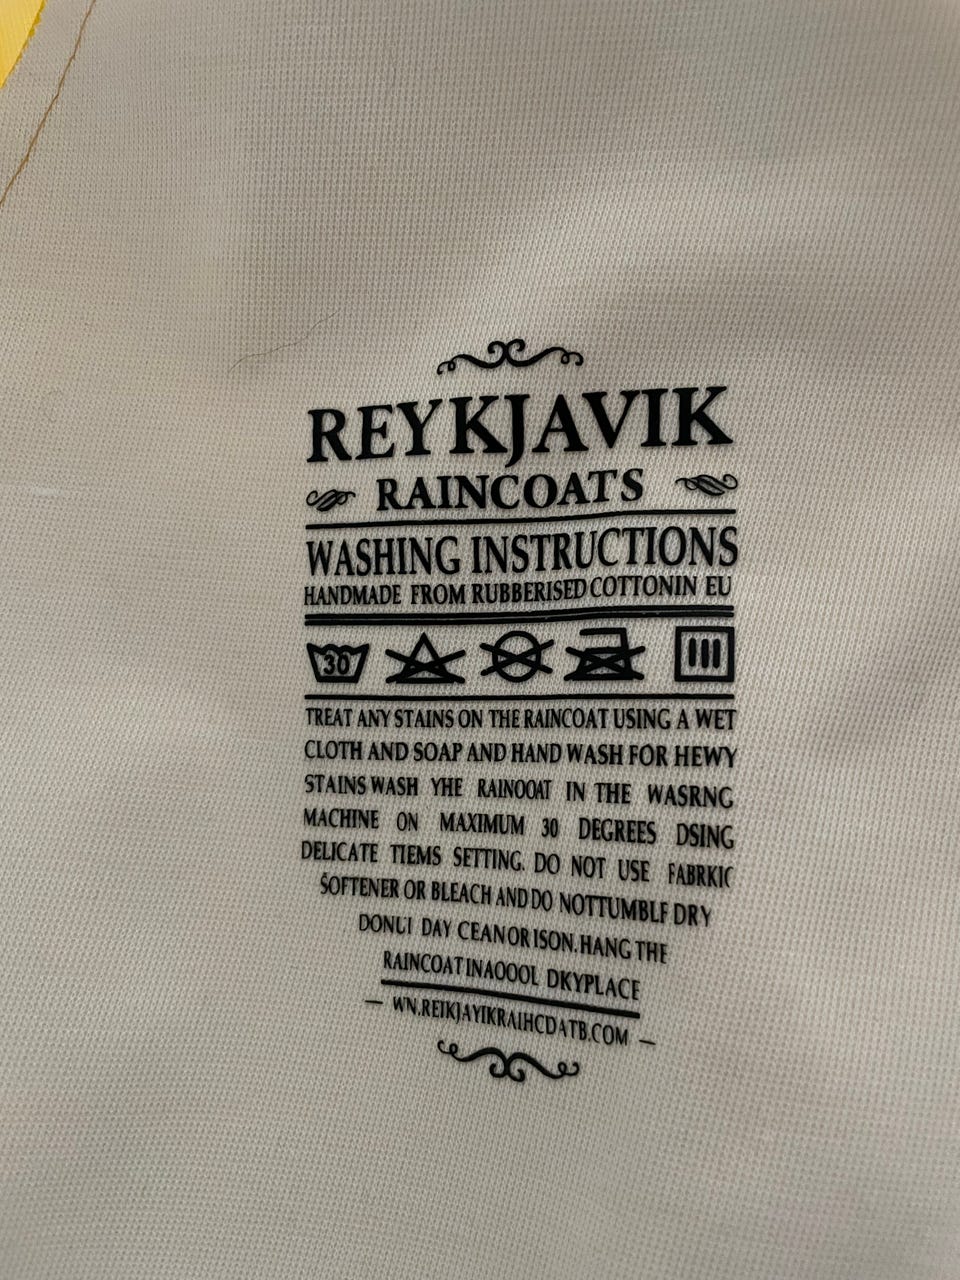 REYKJAVIK
RAINCOATS
WASHING INSTRUCTIONS
HANDMADE FROM RUBBERISED COTTONIN EU
30
TREAT ANY STAINS ON THE RAINCOAT USING A WET
CLOTH AND SOAP AND HAND WASH FOR HEWY
STAINS WASH YHE RAINOOAT IN THE WASRNG
MACHINE ON MAXIMUM 30 DEGREES DSING
DELICATE TIEMS SETTING. DO NOT USE FABRKIC
SOFTENER OR BLEACH AND DO NOTTUMBLF DRY
DONUI DAY CEAN OR ISON. HANG THE
RAINCOAT INAOOOL DKYPLACE
— WN.REIKJAYIKRAIHCDATB.COM —